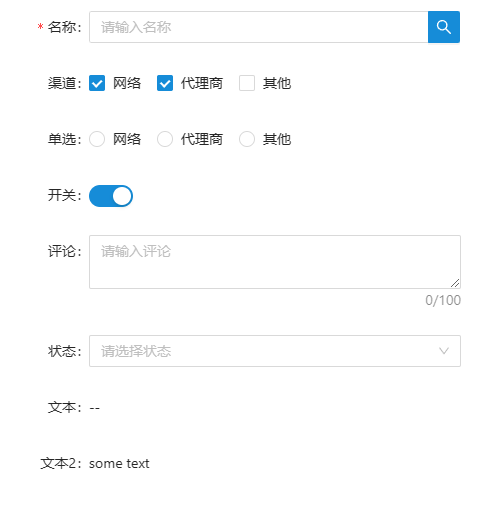 * 名称: 请输入名称
渠道: 网络 代理商 其他
单选: 网络 代理商 其他
开关:
评论: 请输入评论
0/100
状态: 请选择状态
文本: --
文本2: some text